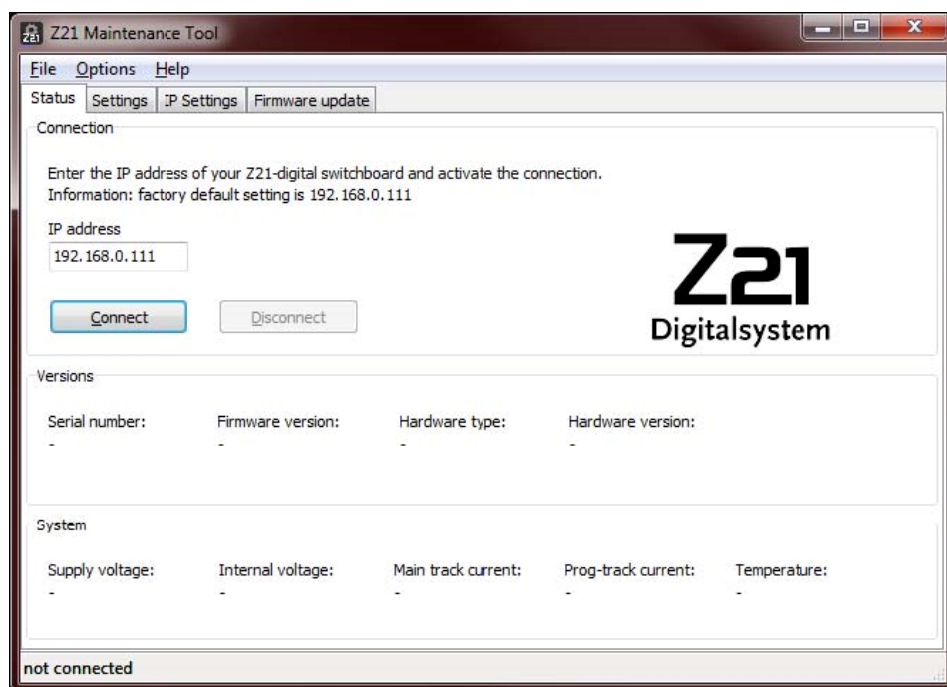 Z21 Maintenance Tool
File Options Help
Status Settings IP Settings Firmware update
Connection
Enter the IP address of your Z21-digital switchboard and activate the connection.
Information: factory default setting is 192.168.0.111
IP address
192.168.0.111
Connect Disconnect
Z21
Digitalsystem
Versions
Serial number: Firmware version: Hardware type: Hardware version:
- - - -
System
Supply voltage: Internal voltage: Main track current: Prog-track current: Temperature:
- - - - -
not connected